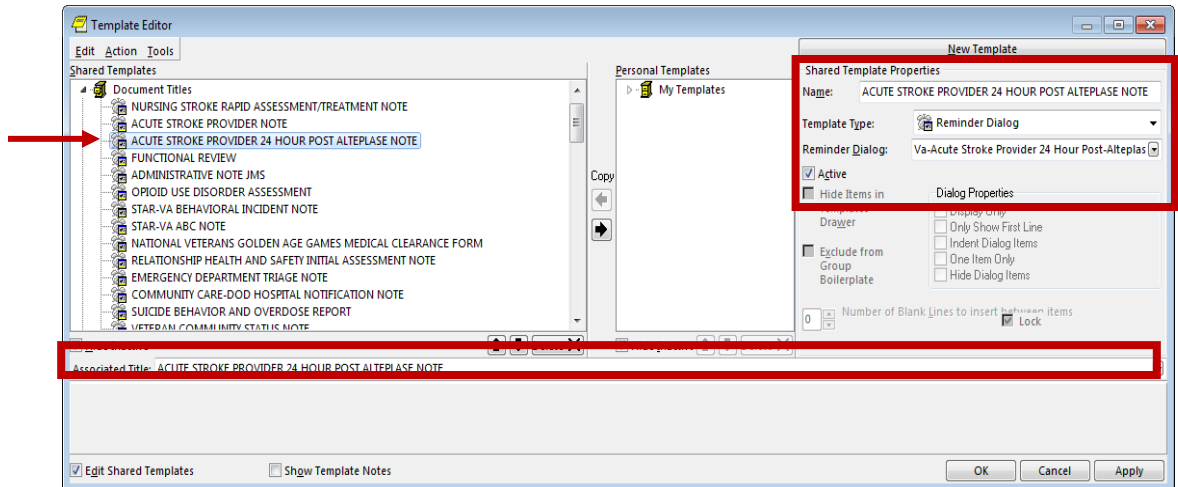 Template Editor
Edit Action Tools
New Template
Shared Templates
Document Titles
NURSING STROKE RAPID ASSESSMENT/TREATMENT NOTE
ACUTE STROKE PROVIDER NOTE
ACUTE STROKE PROVIDER 24 HOUR POST ALTEPLASE NOTE
FUNCTIONAL REVIEW
ADMINISTRATIVE NOTE JMS
OPIOID USE DISORDER ASSESSMENT
STAR-VA BEHAVIORAL INCIDENT NOTE
STAR-VA ABC NOTE
NATIONAL VETERANS GOLDEN AGE GAMES MEDICAL CLEARANCE FORM
RELATIONSHIP HEALTH AND SAFETY INITIAL ASSESSMENT NOTE
EMERGENCY DEPARTMENT TRIAGE NOTE
COMMUNITY CARE-DOD HOSPITAL NOTIFICATION NOTE
SUICIDE BEHAVIOR AND OVERDOSE REPORT
VETERAN COMMUNITY STATUS NOTE
Copy
Personal Templates
My Templates
Shared Template Properties
Name: ACUTE STROKE PROVIDER 24 HOUR POST ALTEPLASE NOTE
Template Type: Reminder Dialog
Reminder Dialog: Va-Acute Stroke Provider 24 Hour Post-Alteplas
Active
Hide Items in
Drawer
Exclude from
Group
Boilerplate
Dialog Properties
Display Only
Only Show First Line
Indent Dialog Items
One Item Only
Hide Dialog Items
0 Number of Blank Lines to insert between items
Lock
Associated Title: ACUTE STROKE PROVIDER 24 HOUR POST ALTEPLASE NOTE
Edit Shared Templates
Show Template Notes
OK Cancel Apply